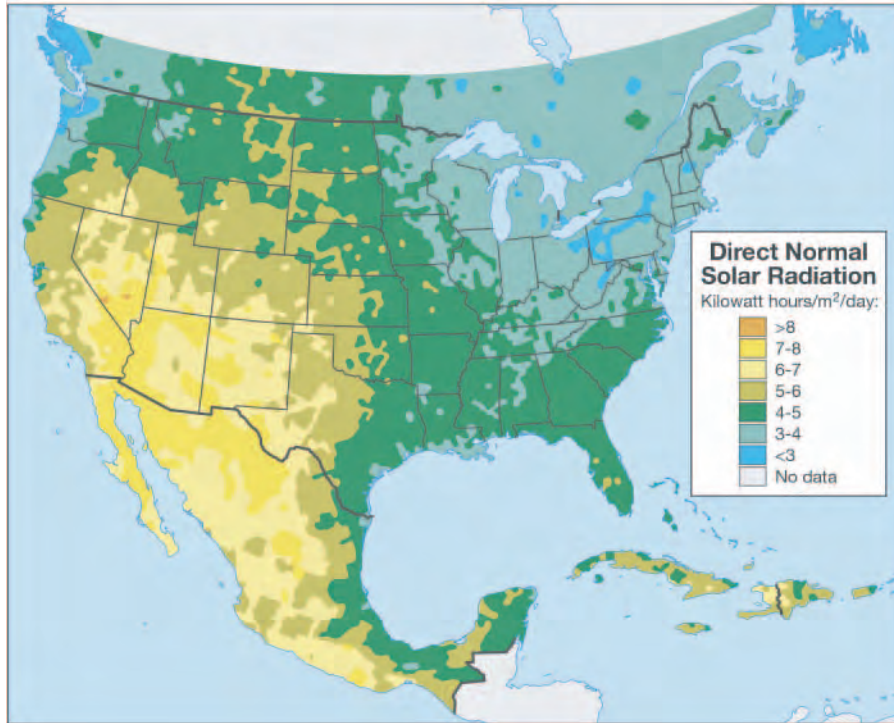 Direct Normal
Solar Radiation
Kilowatt hours/m²/day:
>8
7-8
6-7
5-6
4-5
3-4
<3
No data